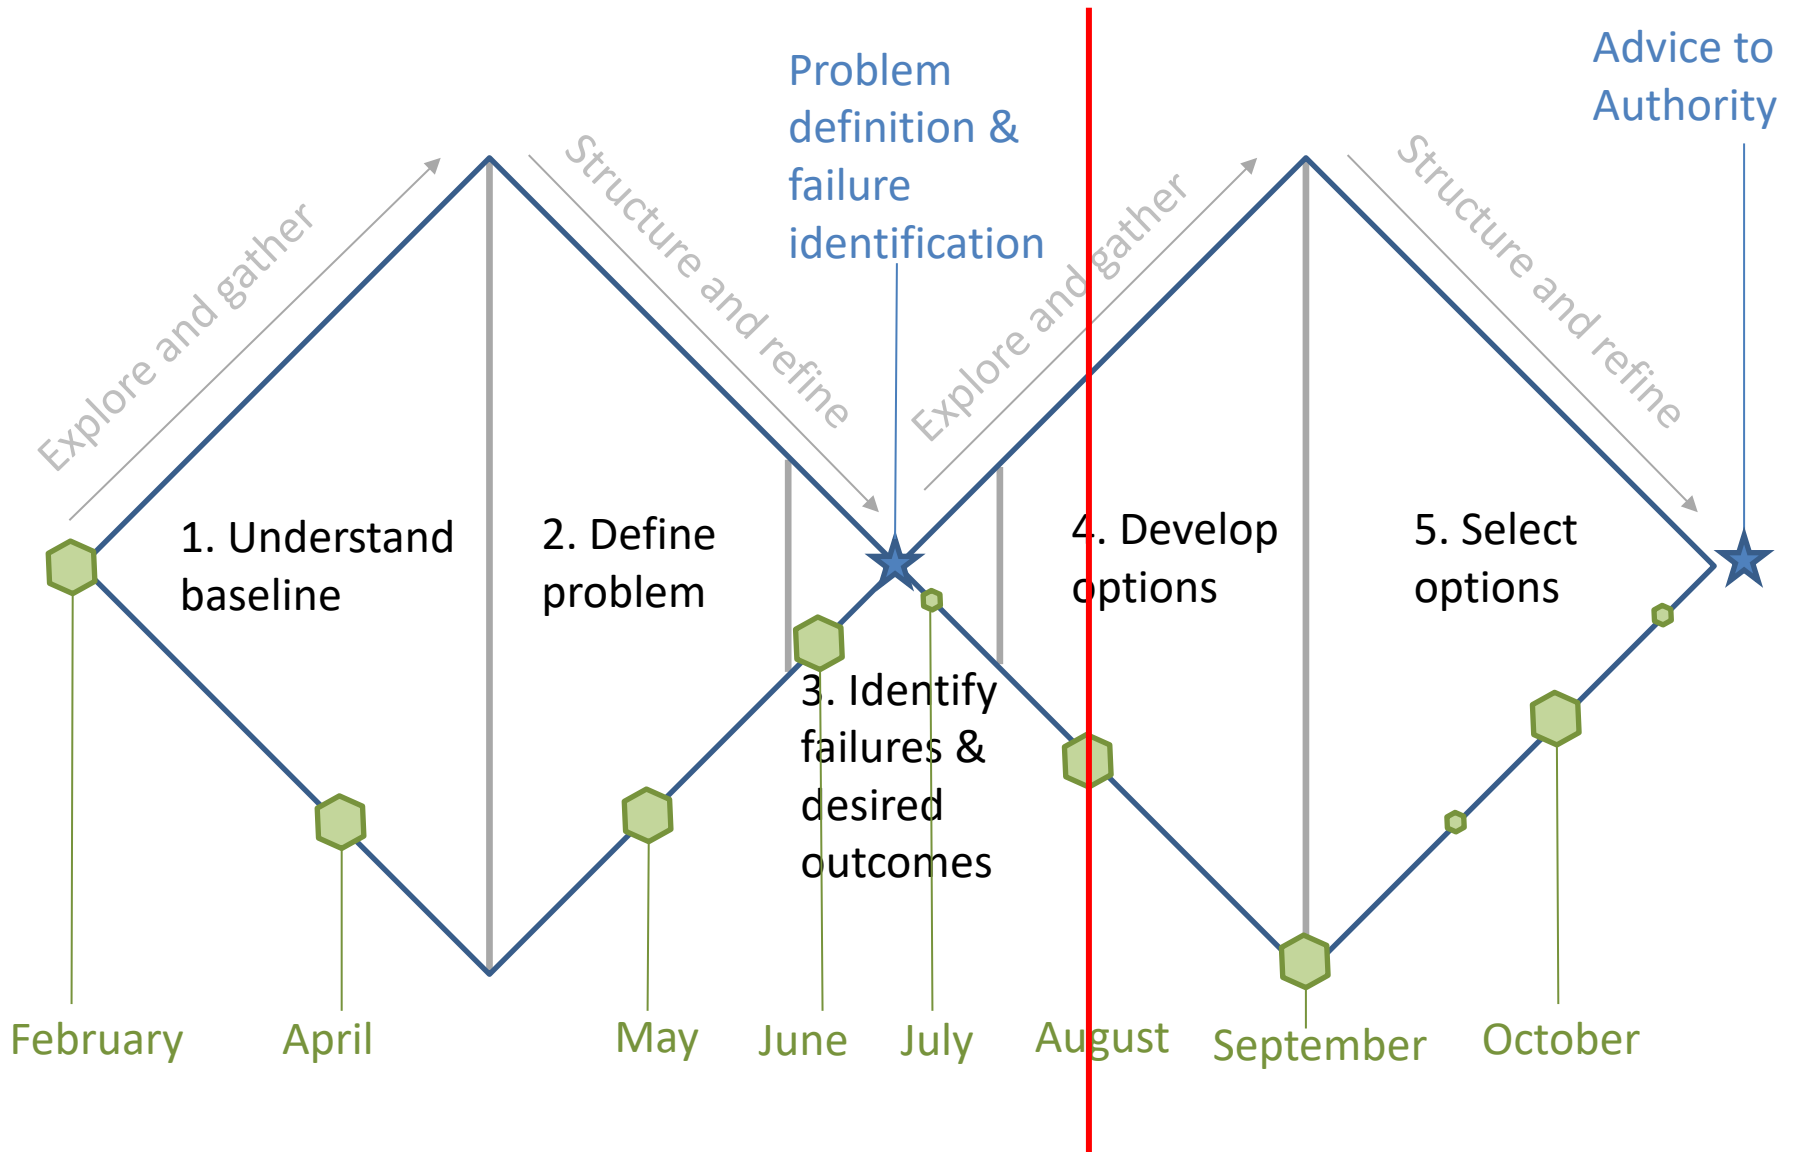 Advice to
Authority
Problem
definition &
failure
identification
Explore and gather
Structure and refine
Explore and gather
Structure and refine
1. Understand
baseline
2. Define
problem
3. Identify
failures &
desired
outcomes
4. Develop
options
5. Select
options
February
April
May
June
July
August
September
October